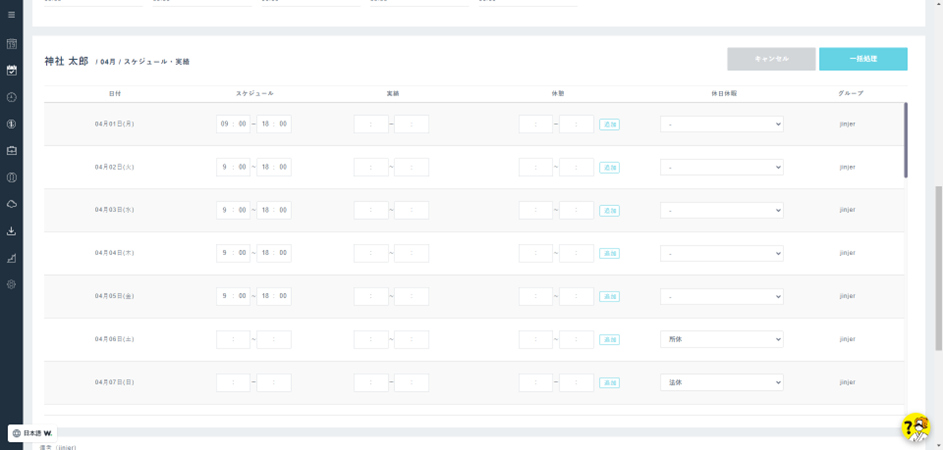 神社 太郎 / 04月 / スケジュール・実績
キャンセル 一括処理
日付 スケジュール 実績 休憩 休日休暇 グループ
04月01日(月) 09 : 00 ~ 18 : 00 : ~ : : ~ : 追加 - jinjer
04月02日(火) 9 : 00 ~ 18 : 00 : ~ : : ~ : 追加 - jinjer
04月03日(水) 9 : 00 ~ 18 : 00 : ~ : : ~ : 追加 - jinjer
04月04日(木) 9 : 00 ~ 18 : 00 : ~ : : ~ : 追加 - jinjer
04月05日(金) 9 : 00 ~ 18 : 00 : ~ : : ~ : 追加 - jinjer
04月06日(土) : ~ : : ~ : : ~ : 追加 所休 jinjer
04月07日(日) : ~ : : ~ : : ~ : 追加 法休 jinjer
日本語 W.
(jinjer)